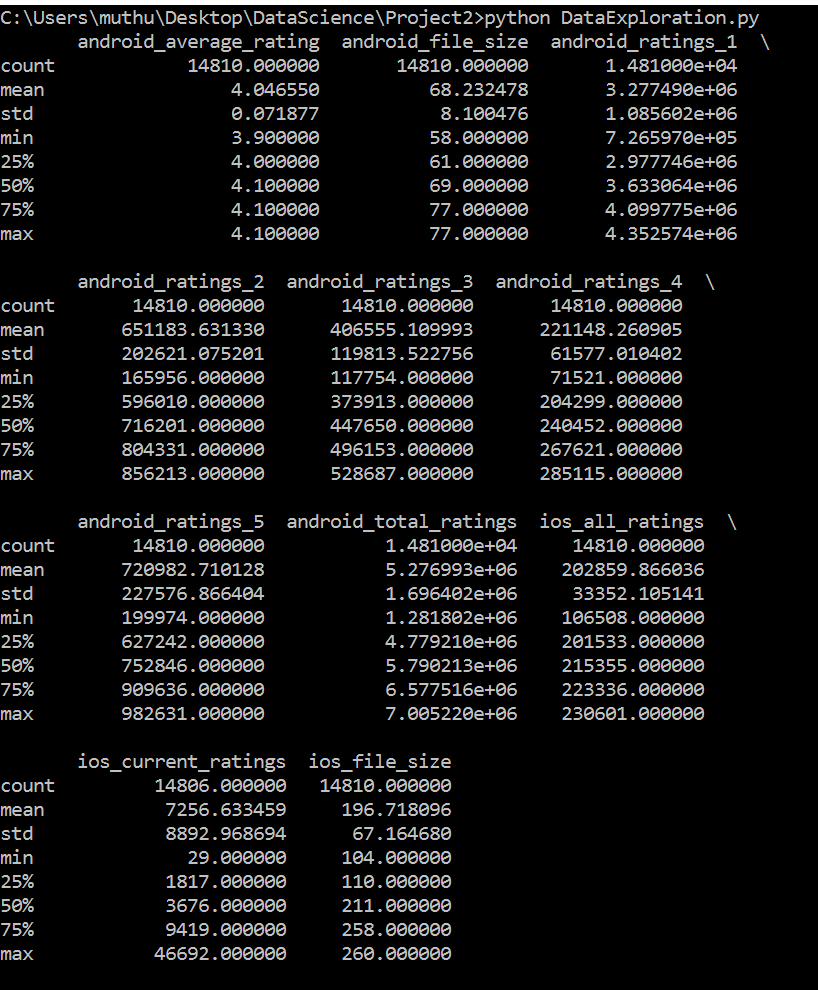 C:\Users\muthu\Desktop\DataScience\Project2>python DataExploration.py
       android_average_rating  android_file_size  android_ratings_1  \
count            14810.000000       14810.000000       1.481000e+04
mean                 4.046550          68.232478       3.277490e+06
std                  0.071877           8.100476       1.085602e+06
min                  3.900000          58.000000       7.265970e+05
25%                  4.000000          61.000000       2.977746e+06
50%                  4.100000          69.000000       3.633064e+06
75%                  4.100000          77.000000       4.099775e+06
max                  4.100000          77.000000       4.352574e+06

       android_ratings_2  android_ratings_3  android_ratings_4  \
count       14810.000000       14810.000000       14810.000000
mean       651183.631330      406555.109993      221148.260905
std        202621.075201      119813.522756       61577.010402
min        165956.000000      117754.000000       71521.000000
25%        596010.000000      373913.000000      204299.000000
50%        716201.000000      447650.000000      240452.000000
75%        804331.000000      496153.000000      267621.000000
max        856213.000000      528687.000000      285115.000000

       android_ratings_5  android_total_ratings  ios_all_ratings  \
count       14810.000000           1.481000e+04     14810.000000
mean       720982.710128           5.276993e+06    202859.866036
std        227576.866404           1.696402e+06     33352.105141
min        199974.000000           1.281802e+06    106508.000000
25%        627242.000000           4.779210e+06    201533.000000
50%        752846.000000           5.790213e+06    215355.000000
75%        909636.000000           6.577516e+06    223336.000000
max        982631.000000           7.005220e+06    230601.000000

       ios_current_ratings  ios_file_size
count         14806.000000   14810.000000
mean           7256.633459     196.718096
std            8892.968694      67.164680
min              29.000000     104.000000
25%            1817.000000     110.000000
50%            3676.000000     211.000000
75%            9419.000000     258.000000
max           46692.000000     260.000000